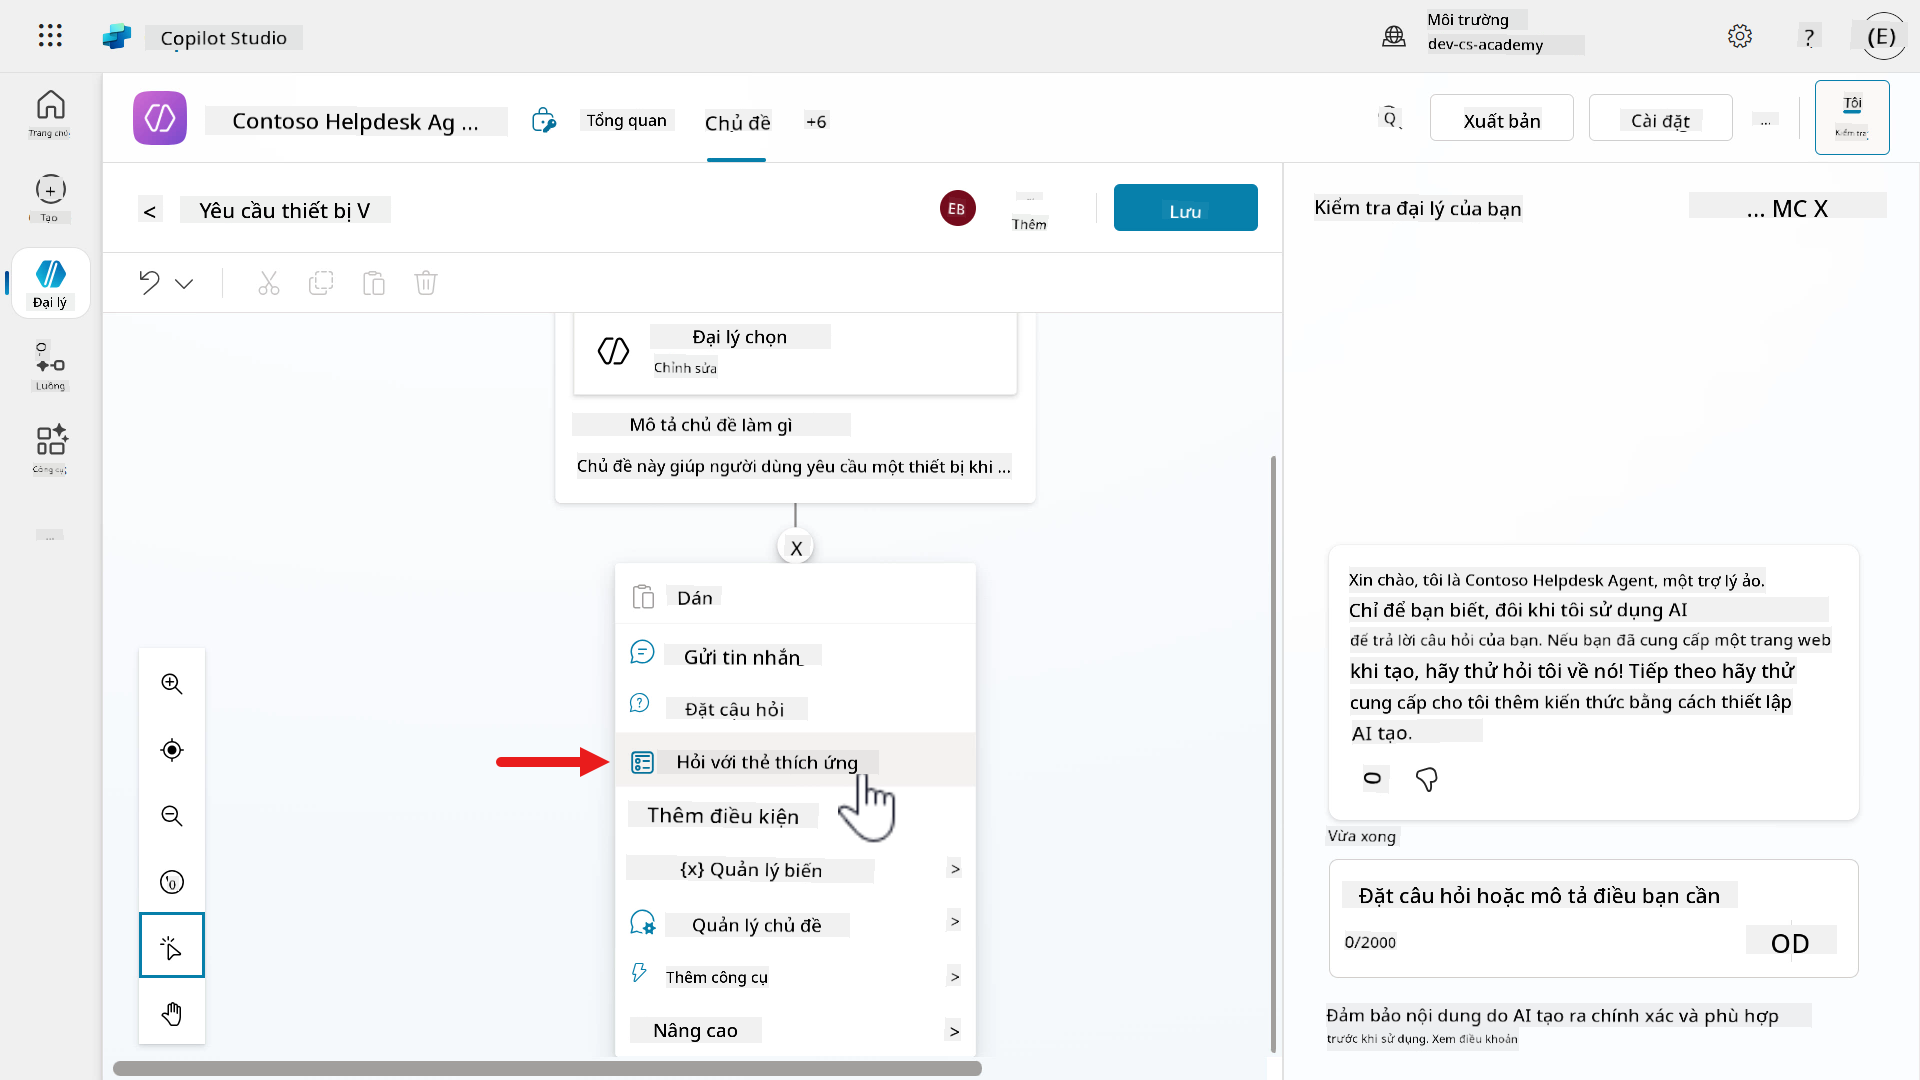 Copilot Studio
Môi trường
dev-cs-academy
?
(E)
Trang chủ
Tạo
Đại lý
Luồng
Công cụ
...
Contoso Helpdesk Ag ...
Tổng quan
Chủ đề
+6
Q
Xuất bản
Cài đặt
...
Tôi
Kiểm tra
<
Yêu cầu thiết bị V
EB
...
Thêm
Lưu
Đại lý chọn
Chỉnh sửa
Mô tả chủ đề làm gì
Chủ đề này giúp người dùng yêu cầu một thiết bị khi ...
X
Dán
Gửi tin nhắn
Đặt câu hỏi
Hỏi với thẻ thích ứng
Thêm điều kiện
{x} Quản lý biến >
Quản lý chủ đề >
Thêm công cụ >
Nâng cao >
Kiểm tra đại lý của bạn
... MC X
Xin chào, tôi là Contoso Helpdesk Agent, một trợ lý ảo.
Chỉ để bạn biết, đôi khi tôi sử dụng AI
để trả lời câu hỏi của bạn. Nếu bạn đã cung cấp một trang web
khi tạo, hãy thử hỏi tôi về nó! Tiếp theo hãy thử
cung cấp cho tôi thêm kiến thức bằng cách thiết lập
AI tạo.
Vừa xong
Đặt câu hỏi hoặc mô tả điều bạn cần
0/2000
OD
Đảm bảo nội dung do AI tạo ra chính xác và phù hợp
trước khi sử dụng. Xem điều khoản